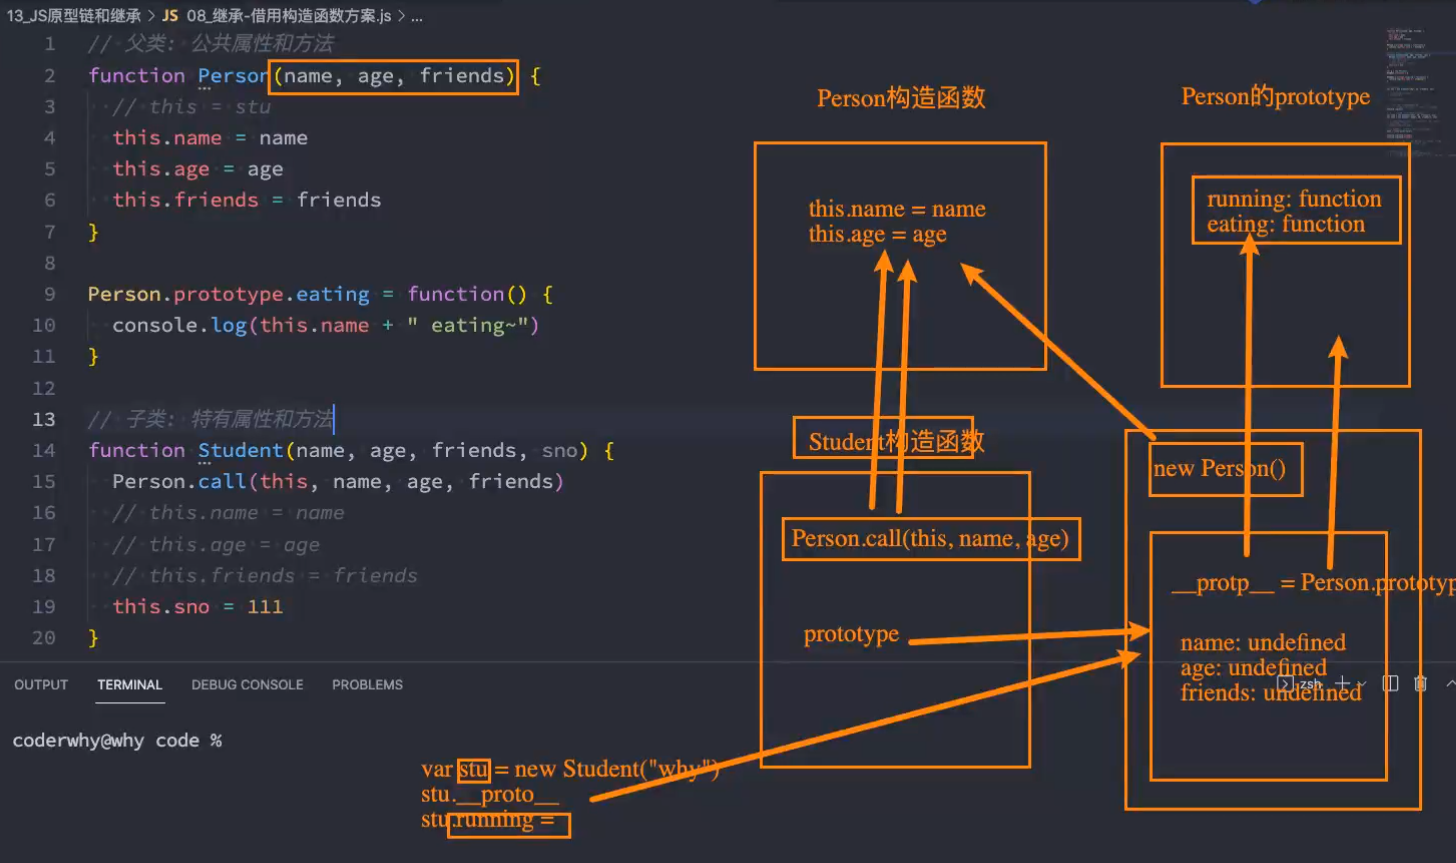 13_JS原型链和继承 > JS 08_继承-借用构造函数方案.js > ...
1 // 父类: 公共属性和方法
2 function Person(name, age, friends) {
3 // this = stu
4 this.name = name
5 this.age = age
6 this.friends = friends
7 }
8
9 Person.prototype.eating = function() {
10 console.log(this.name + " eating~")
11 }
12
13 // 子类: 特有属性和方法
14 function Student(name, age, friends, sno) {
15 Person.call(this, name, age, friends)
16 // this.name = name
17 // this.age = age
18 // this.friends = friends
19 this.sno = 111
20 }
Person构造函数
this.name = name
this.age = age
Person的prototype
running: function
eating: function
Student构造函数
Person.call(this, name, age)
prototype
new Person()
__protp__ = Person.prototyp
name: undefined
age: undefined
friends: undefined
OUTPUT TERMINAL DEBUG CONSOLE PROBLEMS
zsh
coderwhy@why code %
var stu = new Student("why")
stu.__proto__
stu.running =